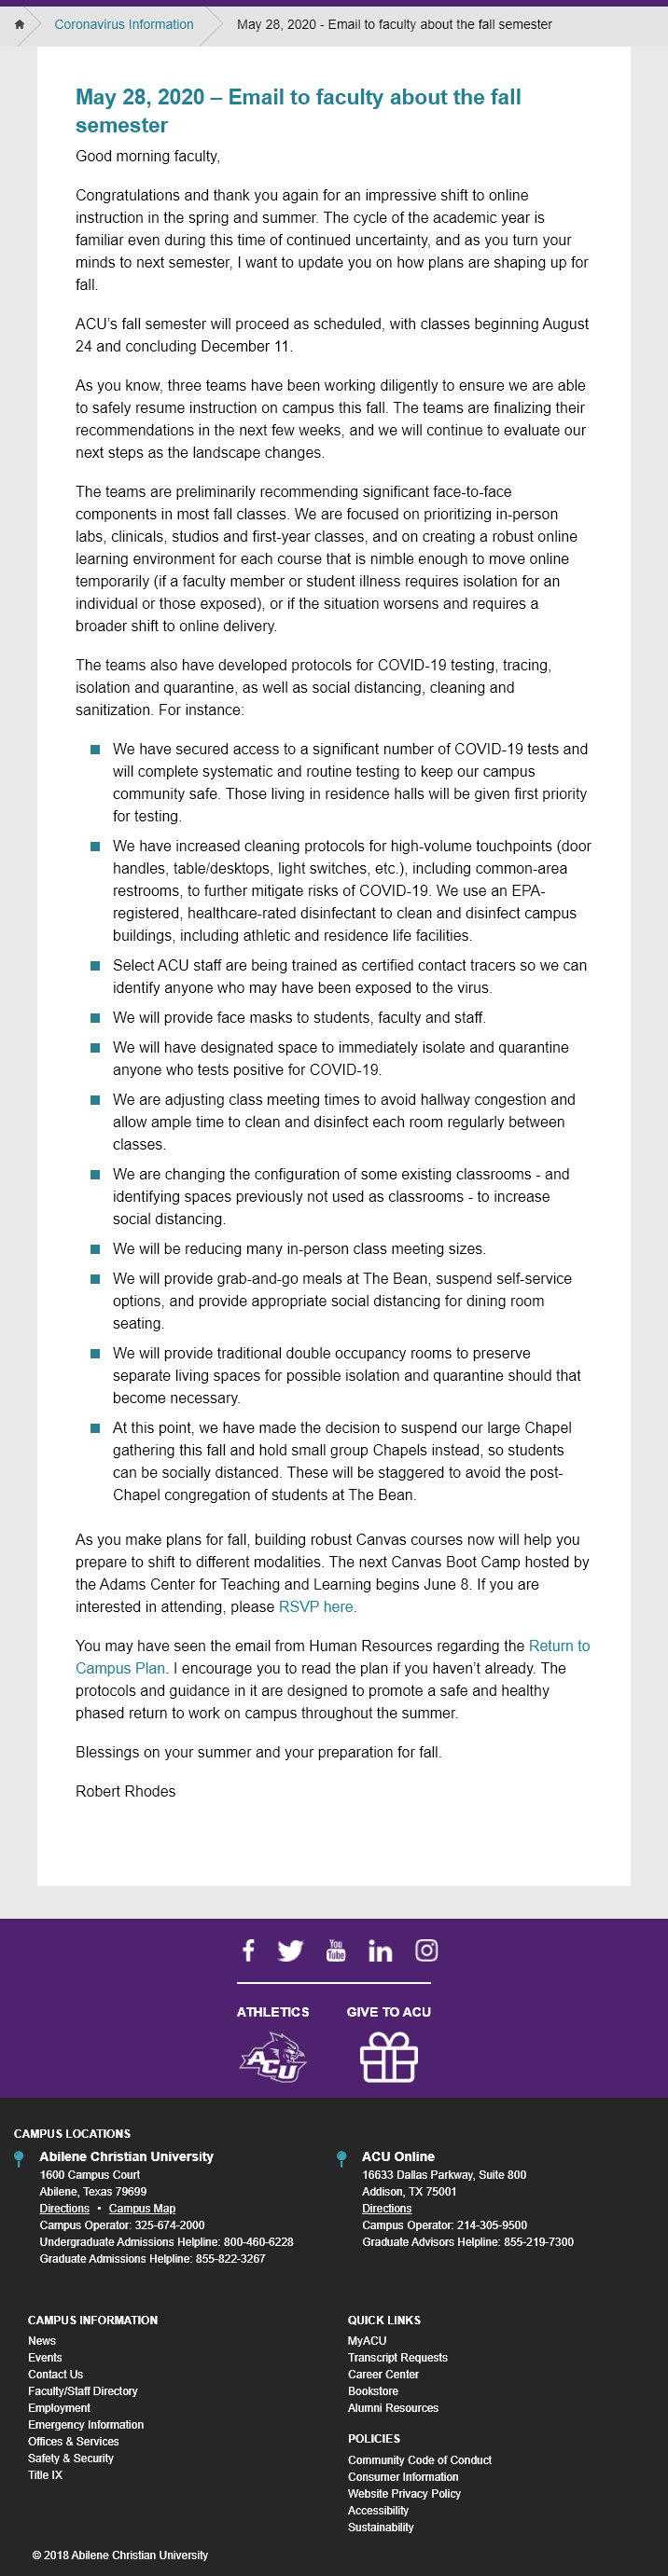 Coronavirus Information
May 28, 2020 - Email to faculty about the fall semester
May 28, 2020 – Email to faculty about the fall
semester
Good morning faculty,
Congratulations and thank you again for an impressive shift to online
instruction in the spring and summer. The cycle of the academic year is
familiar even during this time of continued uncertainty, and as you turn your
minds to next semester, I want to update you on how plans are shaping up for
fall.
ACU's fall semester will proceed as scheduled, with classes beginning August
24 and concluding December 11.
As you know, three teams have been working diligently to ensure we are able
to safely resume instruction on campus this fall. The teams are finalizing their
recommendations in the next few weeks, and we will continue to evaluate our
next steps as the landscape changes.
The teams are preliminarily recommending significant face-to-face
components in most fall classes. We are focused on prioritizing in-person
labs, clinicals, studios and first-year classes, and on creating a robust online
learning environment for each course that is nimble enough to move online
temporarily (if a faculty member or student illness requires isolation for an
individual or those exposed), or if the situation worsens and requires a
broader shift to online delivery.
The teams also have developed protocols for COVID-19 testing, tracing,
isolation and quarantine, as well as social distancing, cleaning and
sanitization. For instance:
We have secured access to a significant number of COVID-19 tests and
will complete systematic and routine testing to keep our campus
community safe. Those living in residence halls will be given first priority
for testing.
We have increased cleaning protocols for high-volume touchpoints (door
handles, table/desktops, light switches, etc.), including common-area
restrooms, to further mitigate risks of COVID-19. We use an EPA-
registered, healthcare-rated disinfectant to clean and disinfect campus
buildings, including athletic and residence life facilities.
Select ACU staff are being trained as certified contact tracers so we can
identify anyone who may have been exposed to the virus.
We will provide face masks to students, faculty and staff.
We will have designated space to immediately isolate and quarantine
anyone who tests positive for COVID-19.
We are adjusting class meeting times to avoid hallway congestion and
allow ample time to clean and disinfect each room regularly between
classes.
We are changing the configuration of some existing classrooms - and
identifying spaces previously not used as classrooms - to increase
social distancing.
We will be reducing many in-person class meeting sizes.
We will provide grab-and-go meals at The Bean, suspend self-service
options, and provide appropriate social distancing for dining room
seating.
We will provide traditional double occupancy rooms to preserve
separate living spaces for possible isolation and quarantine should that
become necessary.
At this point, we have made the decision to suspend our large Chapel
gathering this fall and hold small group Chapels instead, so students
can be socially distanced. These will be staggered to avoid the post-
Chapel congregation of students at The Bean.
As you make plans for fall, building robust Canvas courses now will help you
prepare to shift to different modalities. The next Canvas Boot Camp hosted by
the Adams Center for Teaching and Learning begins June 8. If you are
interested in attending, please RSVP here.
You may have seen the email from Human Resources regarding the Return to
Campus Plan. I encourage you to read the plan if you haven't already. The
protocols and guidance in it are designed to promote a safe and healthy
phased return to work on campus throughout the summer.
Blessings on your summer and your preparation for fall.
Robert Rhodes
You
Tube
ATHLETICS
GIVE TO ACU
ACU
CAMPUS LOCATIONS
Abilene Christian University
1600 Campus Court
Abilene, Texas 79699
Directions • Campus Map
Campus Operator: 325-674-2000
Undergraduate Admissions Helpline: 800-460-6228
Graduate Admissions Helpline: 855-822-3267
ACU Online
16633 Dallas Parkway, Suite 800
Addison, TX 75001
Directions
Campus Operator: 214-305-9500
Graduate Advisors Helpline: 855-219-7300
CAMPUS INFORMATION
News
Events
Contact Us
Faculty/Staff Directory
Employment
Emergency Information
Offices & Services
Safety & Security
Title IX
QUICK LINKS
MyACU
Transcript Requests
Career Center
Bookstore
Alumni Resources
POLICIES
Community Code of Conduct
Consumer Information
Website Privacy Policy
Accessibility
Sustainability
© 2018 Abilene Christian University